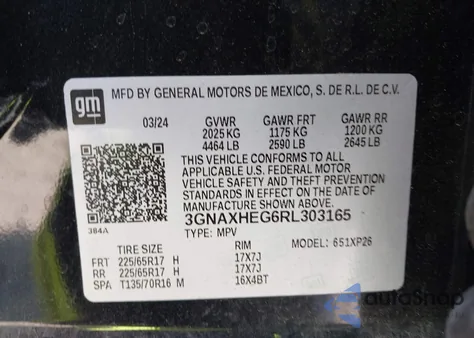 gm MFD BY GENERAL MOTORS DE MEXICO, S. DE R.L. DE C.V.
03/24 GVWR GAWR FRT GAWR RR
2025 KG 1175 KG 1200 KG
4464 LB 2590 LB 2645 LB
THIS VEHICLE CONFORMS TO ALL
APPLICABLE U.S. FEDERAL MOTOR
VEHICLE SAFETY AND THEFT PREVENTION
STANDARDS IN EFFECT ON THE DATE OF
MANUFACTURE SHOWN ABOVE.
3GNAXHEG6RL303165
384A TYPE: MPV
TIRE SIZE RIM MODEL: 651XP26
FRT 225/65R17 H 17X7J
RR 225/65R17 H 17X7J
SPA T135/70R16 M 16X4BT
AutoShop